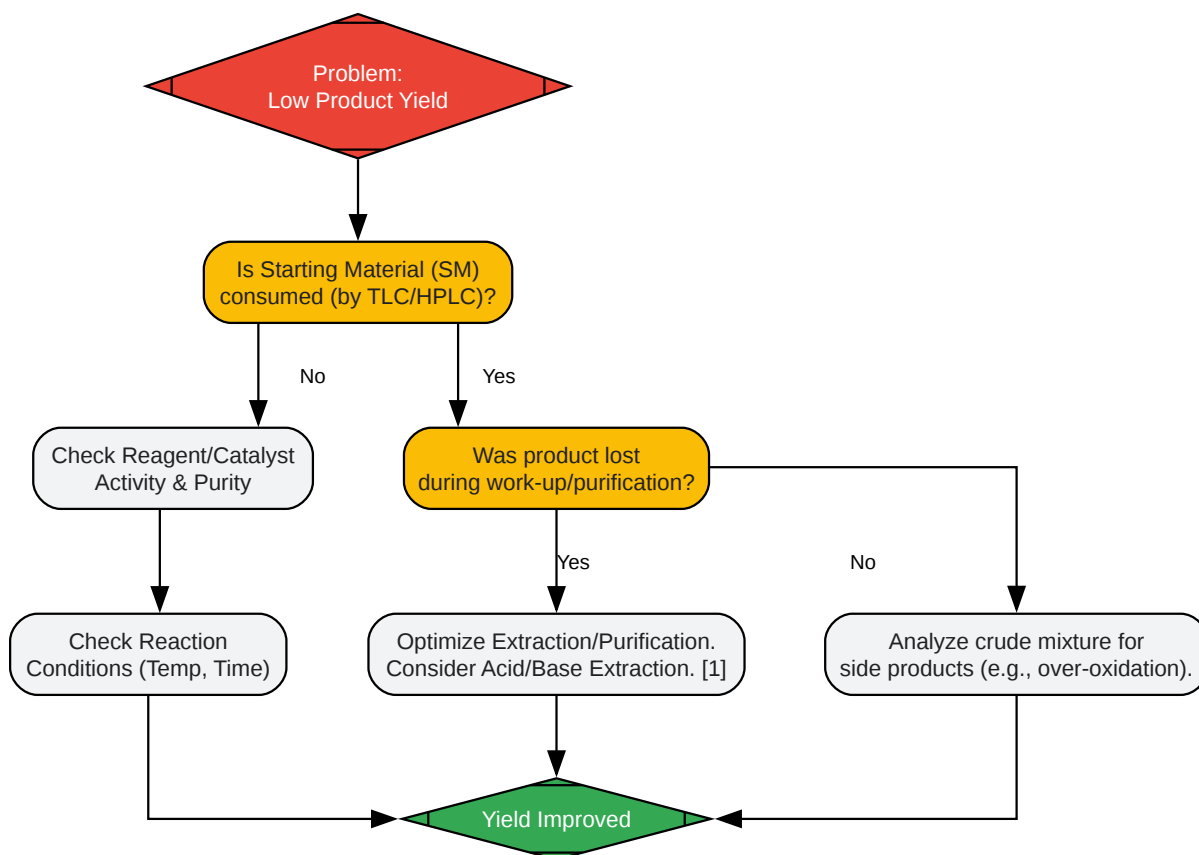 Problem:
Low Product Yield
Is Starting Material (SM)
consumed (by TLC/HPLC)?
No
Yes
Check Reagent/Catalyst
Activity & Purity
Was product lost
during work-up/purification?
Yes
No
Check Reaction
Conditions (Temp, Time)
Optimize Extraction/Purification.
Consider Acid/Base Extraction. [1]
Analyze crude mixture for
side products (e.g., over-oxidation).
Yield Improved